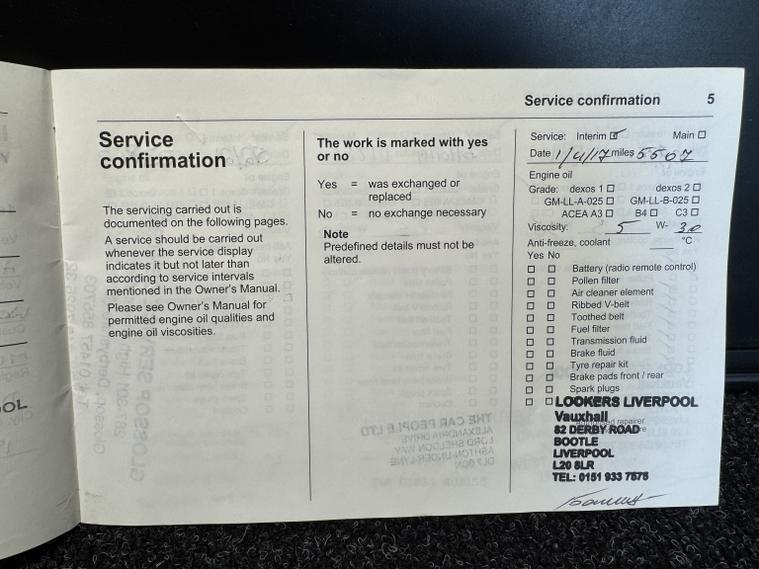 Service confirmation 5
Service
confirmation
The servicing carried out is
documented on the following pages.
A service should be carried out
whenever the service display
indicates it but not later than
according to service intervals
mentioned in the Owner's Manual.
Please see Owner's Manual for
permitted engine oil qualities and
engine oil viscosities.
The work is marked with yes
or no
Yes = was exchanged or
replaced
No = no exchange necessary
Note
Predefined details must not be
altered.
Service: Interim ☑ Main ☐
Date 1/4/17 miles 5567
Engine oil
Grade: dexos 1 ☐ dexos 2 ☐
GM-LL-A-025 ☐ GM-LL-B-025 ☐
ACEA A3 ☐ B4 ☐ C3 ☐
Viscosity: 5 W- 30
Anti-freeze, coolant °C
Yes No
☐ ☐ Battery (radio remote control)
☐ ☐ Pollen filter
☐ ☐ Air cleaner element
☐ ☐ Ribbed V-belt
☐ ☐ Toothed belt
☐ ☐ Fuel filter
☐ ☐ Transmission fluid
☐ ☐ Brake fluid
☐ ☐ Tyre repair kit
☐ ☐ Brake pads front / rear
☐ ☐ Spark plugs
☐ ☐ LOOKERS LIVERPOOL
Vauxhall
82 DERBY ROAD
BOOTLE
LIVERPOOL
L20 8LR
TEL: 0151 933 7575